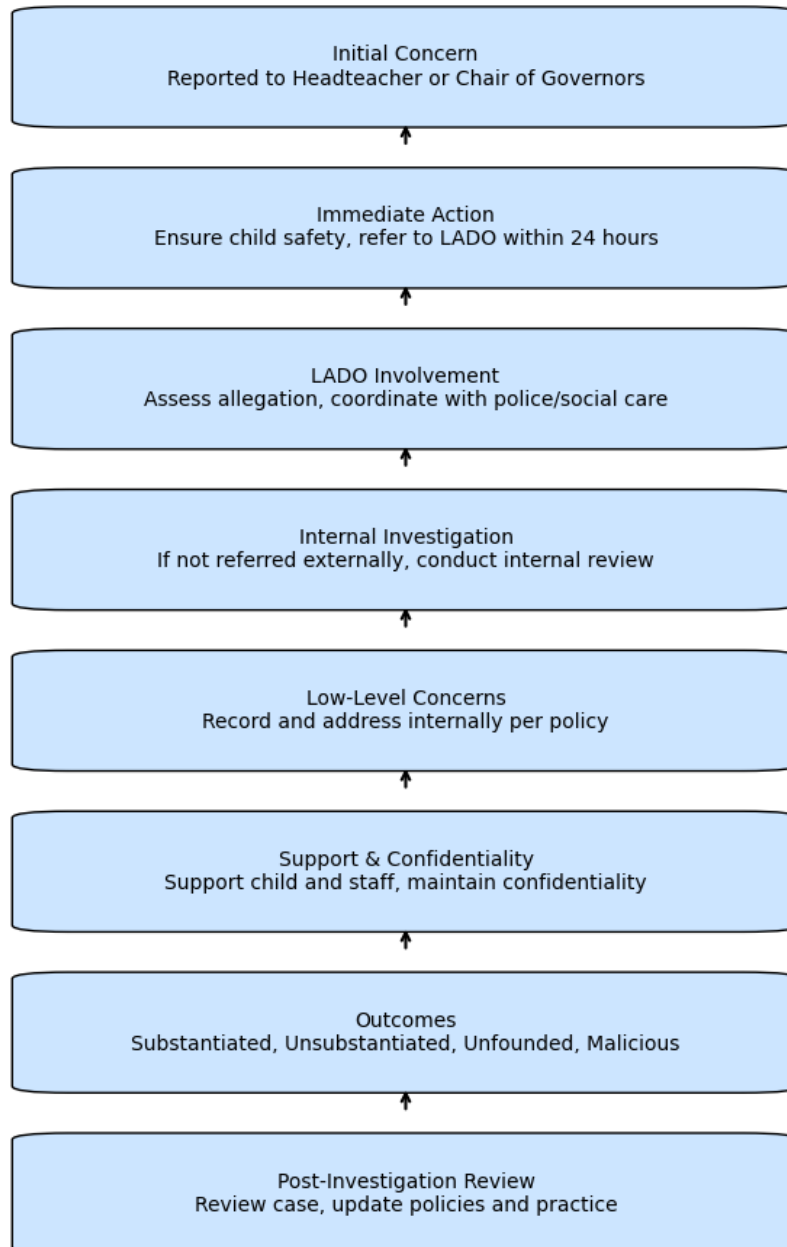 Initial Concern
Reported to Headteacher or Chair of Governors
Immediate Action
Ensure child safety, refer to LADO within 24 hours
LADO Involvement
Assess allegation, coordinate with police/social care
Internal Investigation
If not referred externally, conduct internal review
Low-Level Concerns
Record and address internally per policy
Support & Confidentiality
Support child and staff, maintain confidentiality
Outcomes
Substantiated, Unsubstantiated, Unfounded, Malicious
Post-Investigation Review
Review case, update policies and practice